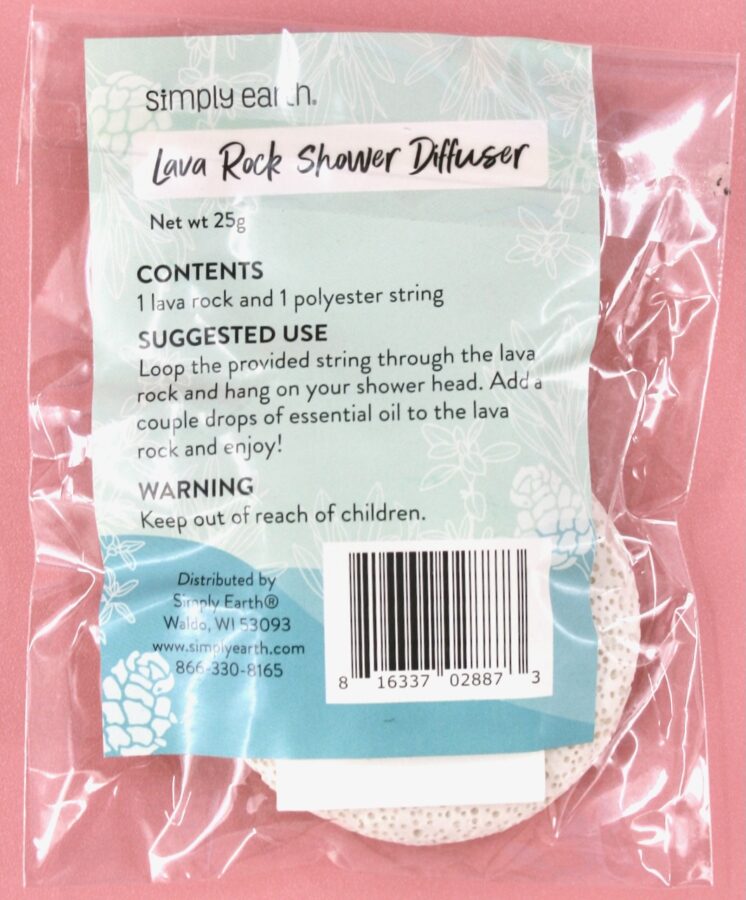 simply earth®
Lava Rock Shower Diffuser
Net wt 25g
CONTENTS
1 lava rock and 1 polyester string
SUGGESTED USE
Loop the provided string through the lava
rock and hang on your shower head. Add a
couple drops of essential oil to the lava
rock and enjoy!
WARNING
Keep out of reach of children.
Distributed by
Simply Earth®
Waldo, WI 53093
www.simplyearth.com
866-330-8165
8 16337 02887 3